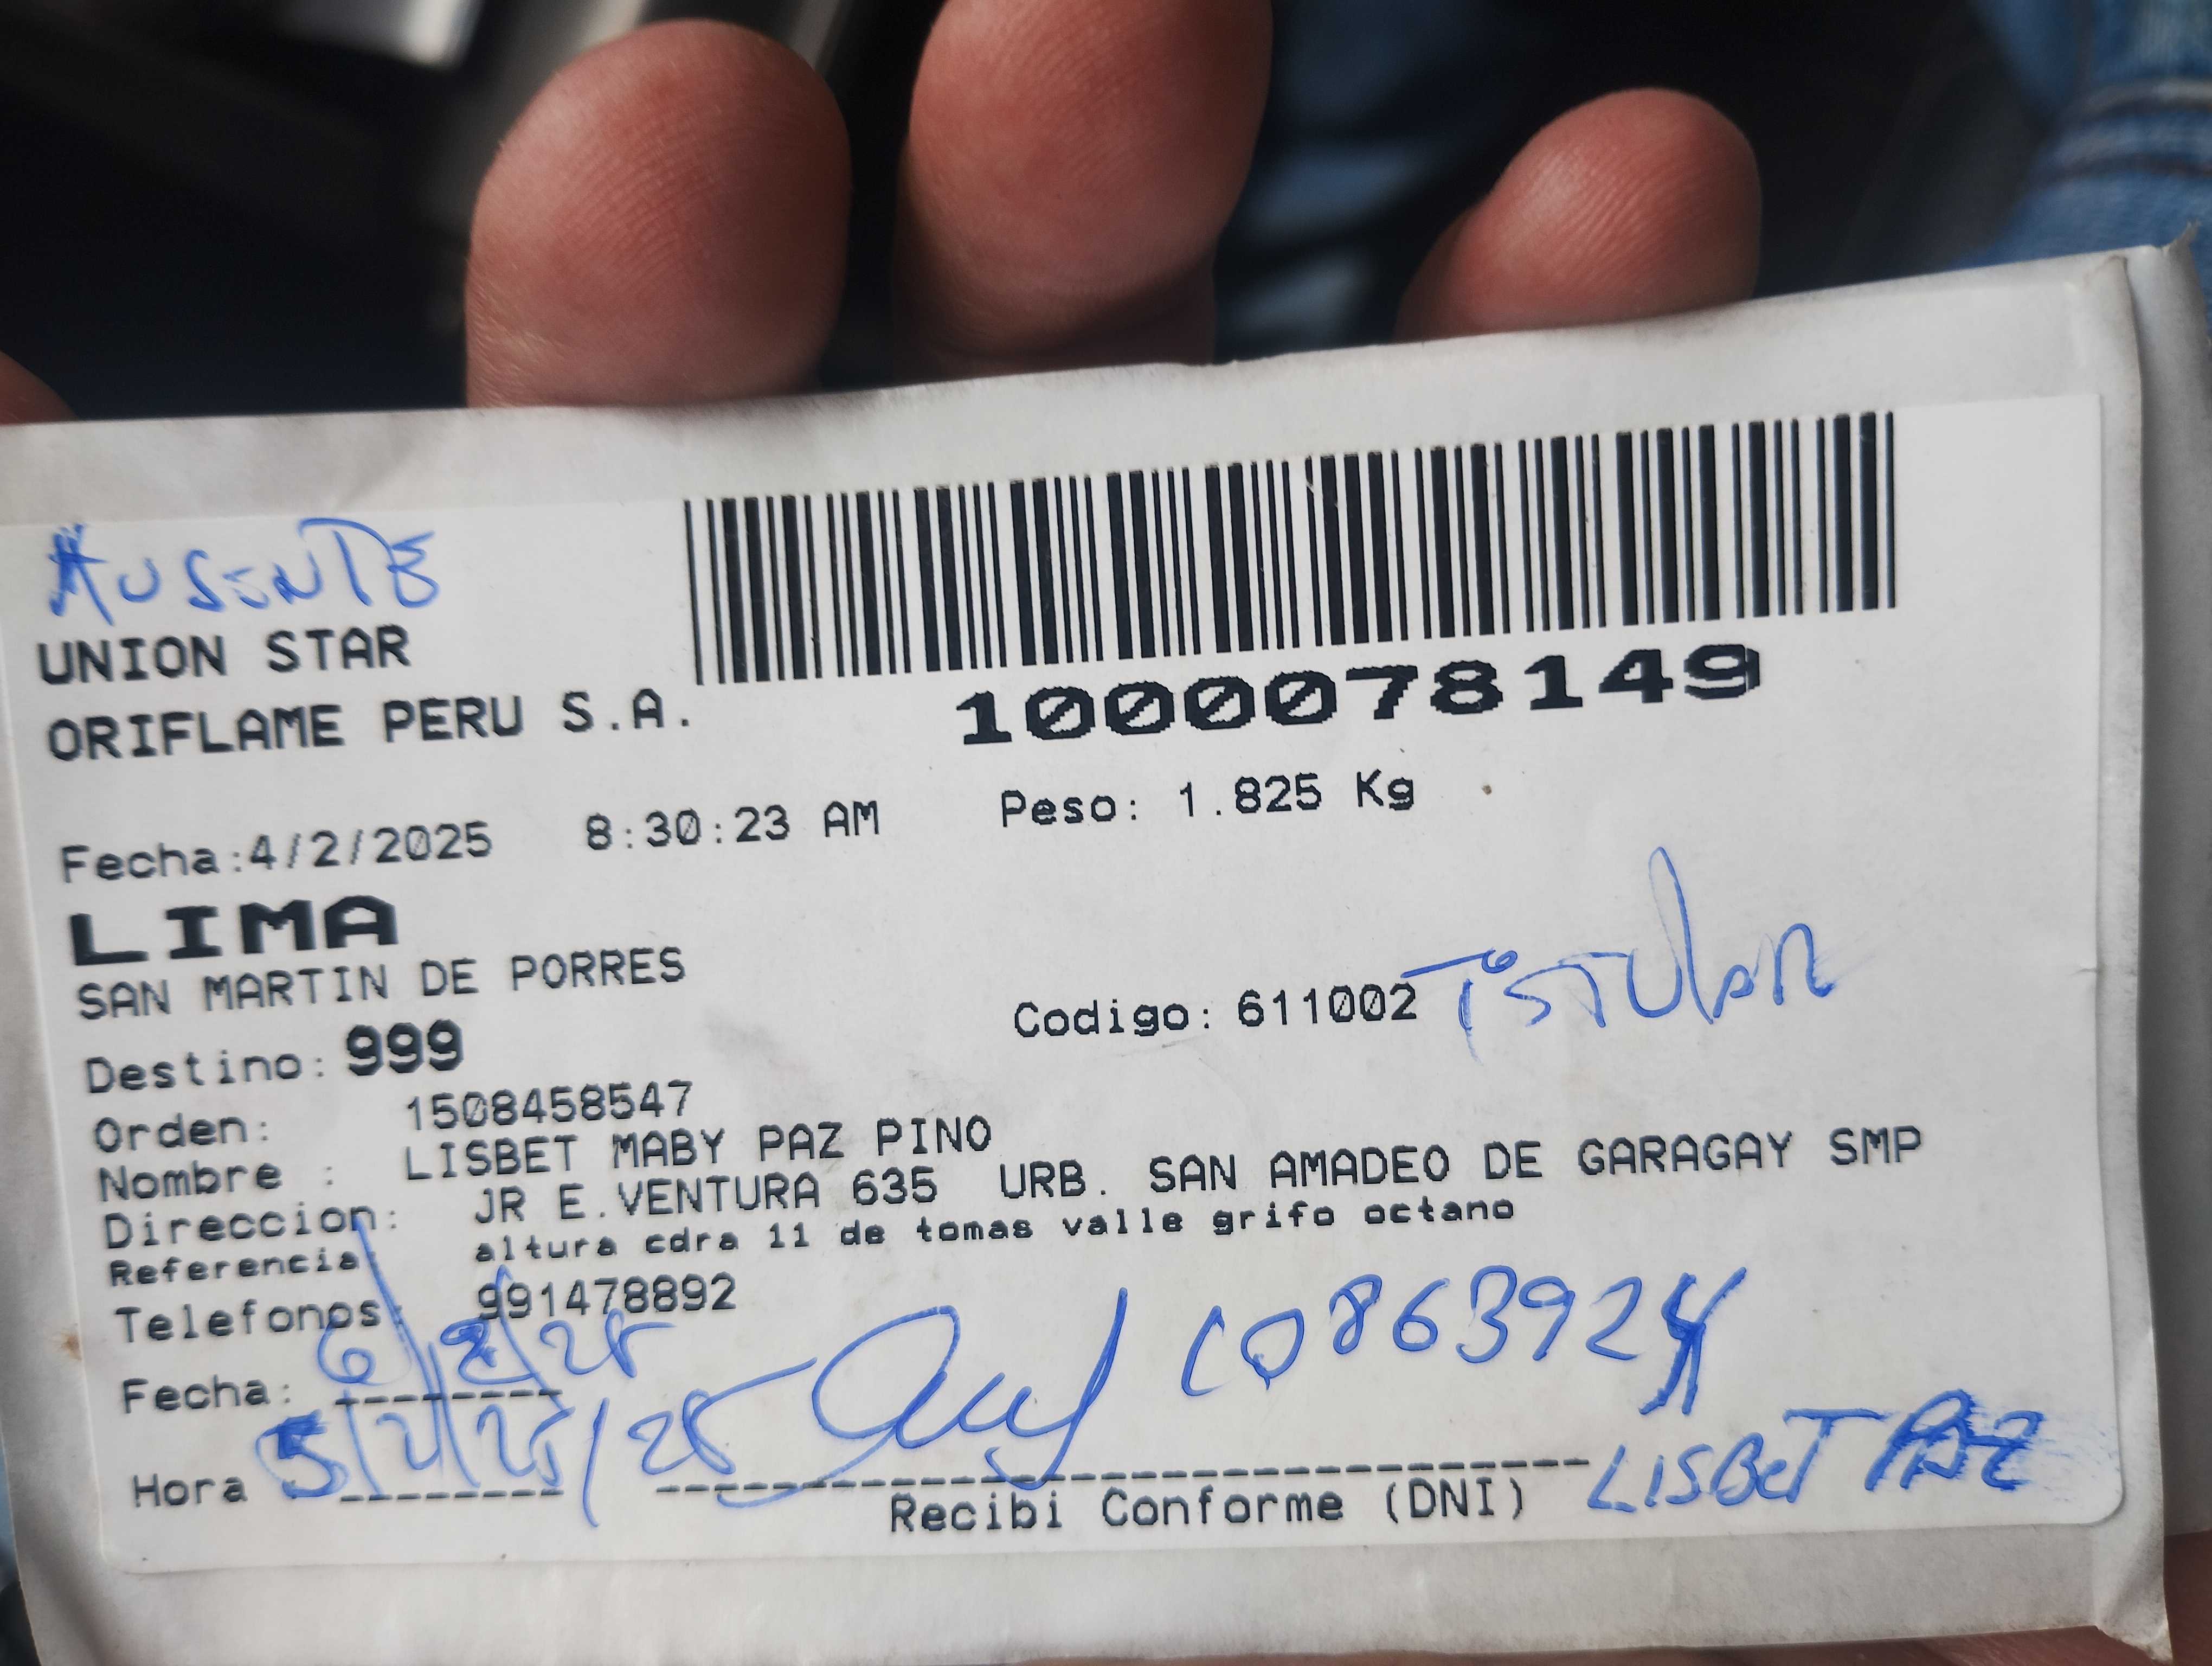 AUSENTE
UNION STAR
ORIFLAME PERU S.A.
1000078149
Fecha:4/2/2025 8:30:23 AM Peso: 1.825 Kg
LIMA
SAN MARTIN DE PORRES
Destino: 999 Codigo: 611002
Orden: 1508458547
Nombre : LISBET MABY PAZ PINO
Direccion: JR E.VENTURA 635 URB. SAN AMADEO DE GARAGAY SMP
Referencia: altura cdra 11 de tomas valle grifo octano
Telefonos: 991478892
Fecha:
Hora
LISBET PAZ
Recibi Conforme (DNI)